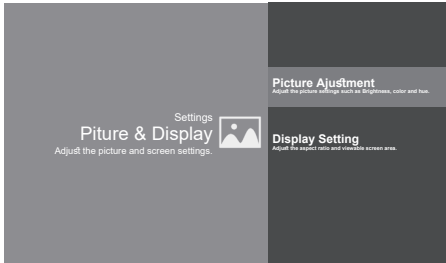 Settings
Piture & Display
Adjust the picture and screen settings.
Picture Ajustment
Adjust the picture settings such as Brightness, color and hue.
Display Setting
Adjust the aspect ratio and viewable screen area.